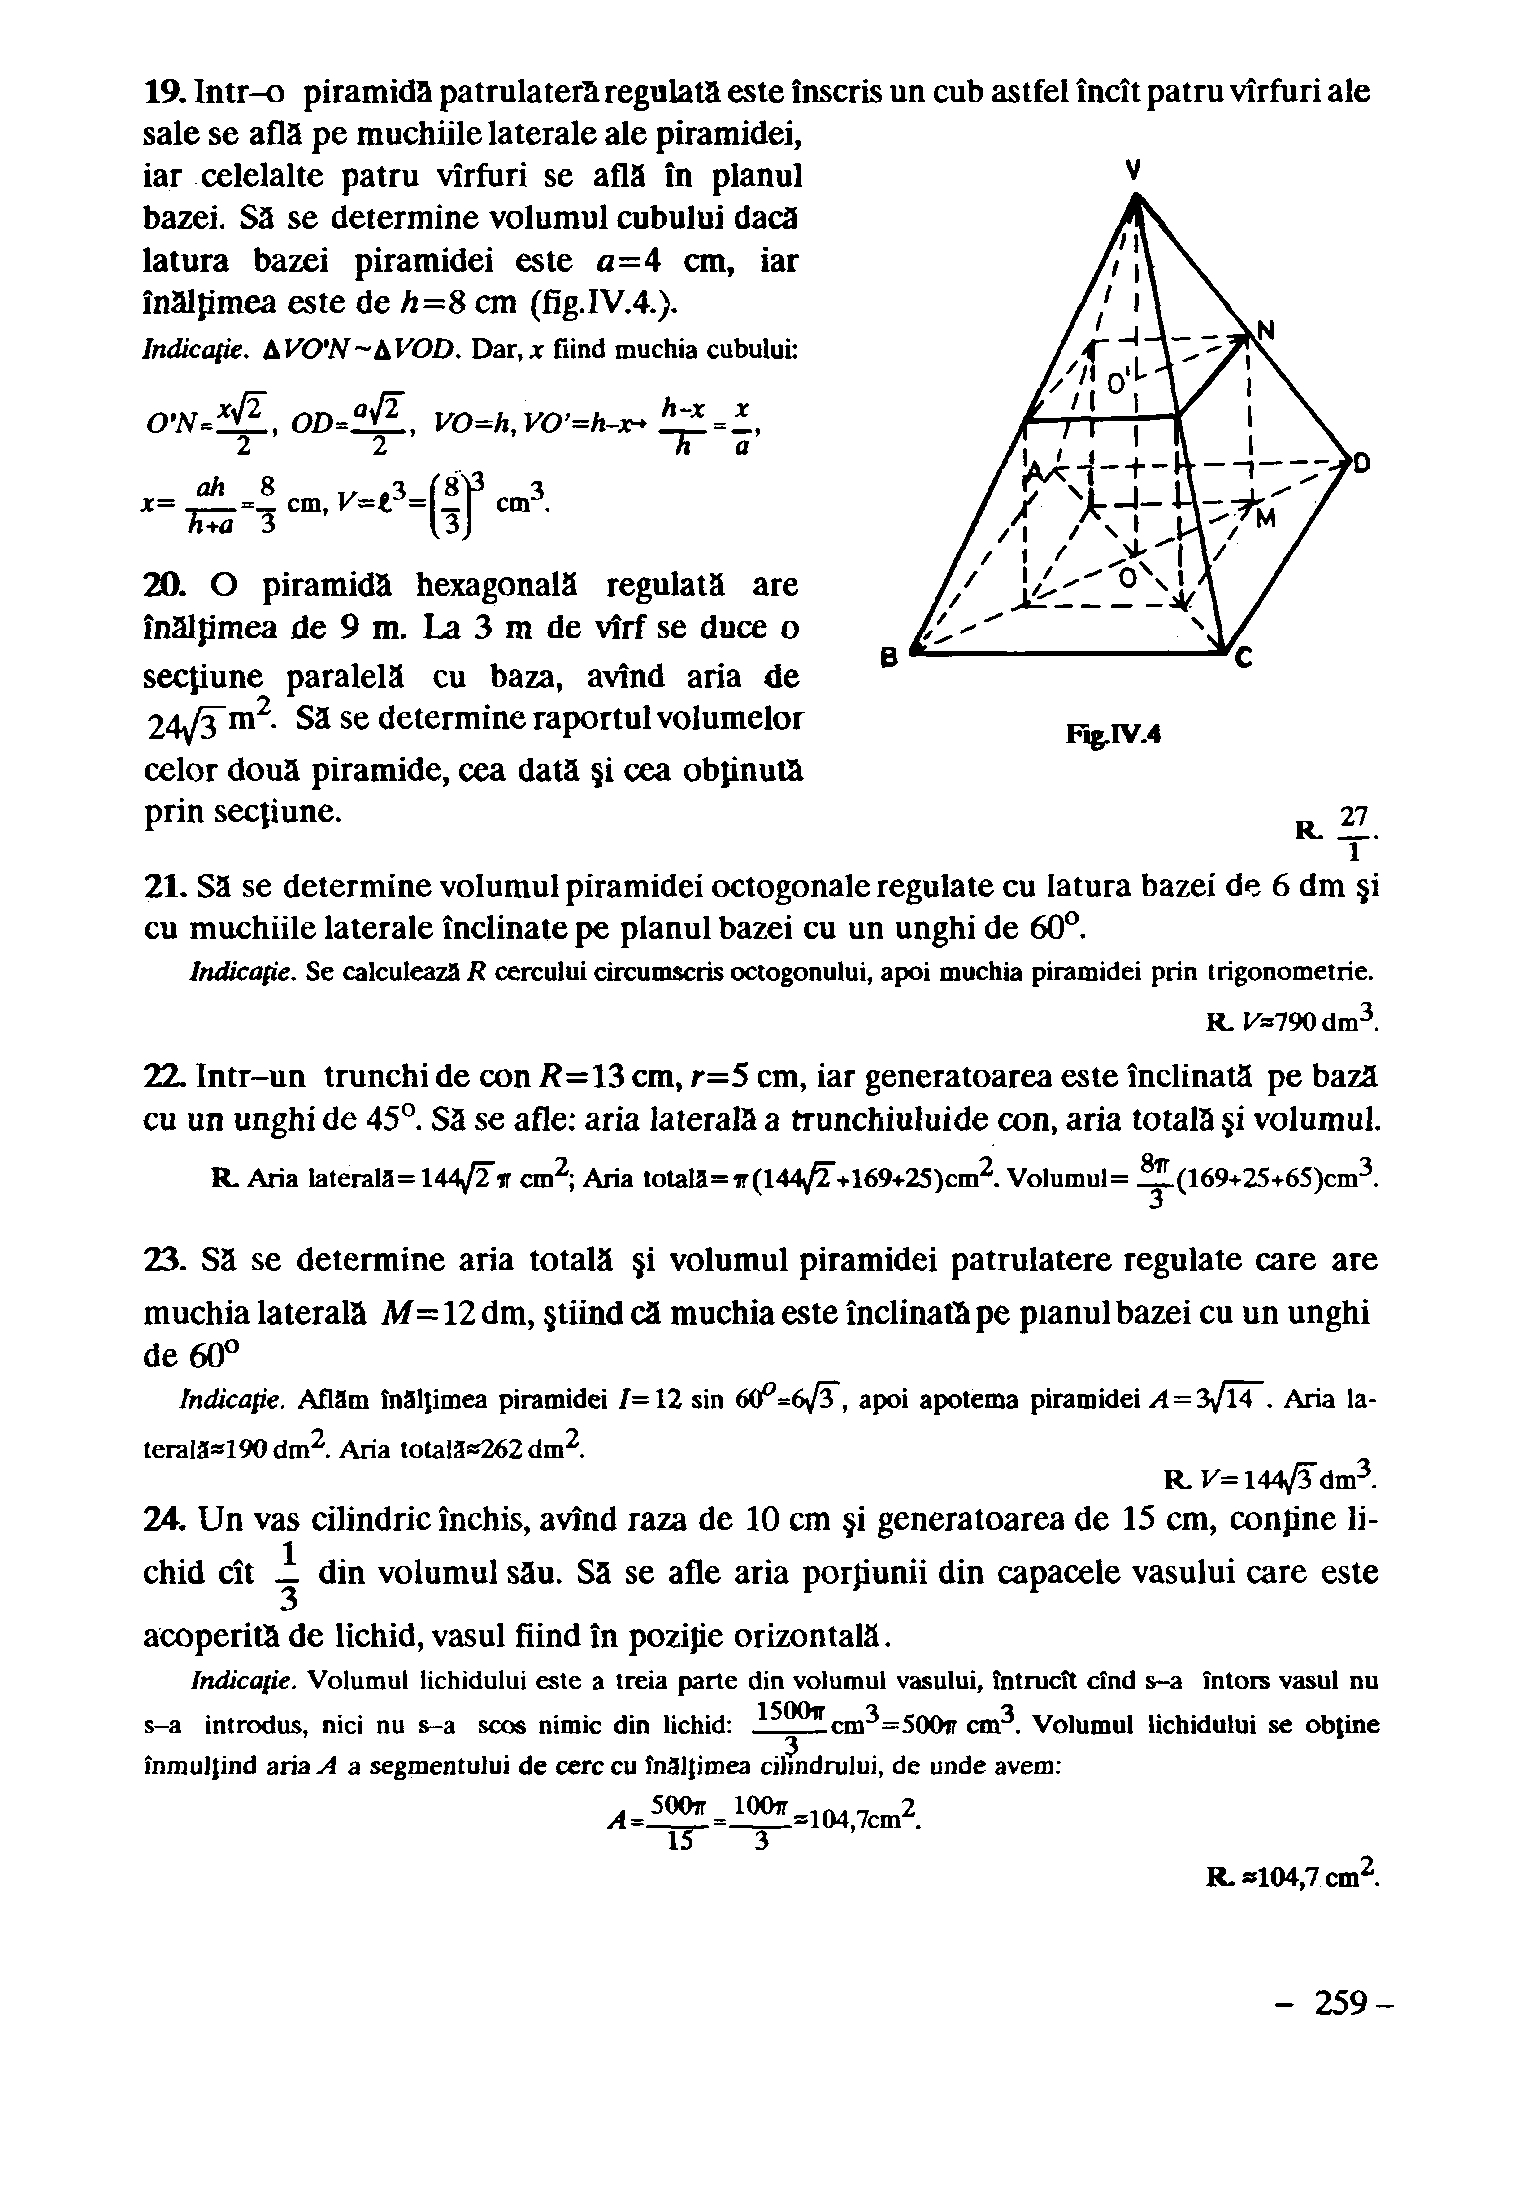 19. Intr-o piramidă patrulateră regulată este înscris un cub astfel încît patru vîrfuri ale
sale se află pe muchiile laterale ale piramidei,
iar celelalte patru vîrfuri se află în planul
bazei. Să se determine volumul cubului dacă
latura bazei piramidei este a=4 cm, iar
înălţimea este de h=8 cm (fig.IV.4.).
Indicaţie. ΔVO'N~ΔVOD. Dar, x fiind muchia cubului:
O'N=x√2/2, OD=a√2/2, VO=h, VO'=h-x→ h-x/h = x/a,
x= ah/h+a = 8/3 cm, V=ℓ³=(8/3)³ cm³.
V
N
O'
A
D
M
O
B
C
Fig.IV.4
20. O piramidă hexagonală regulată are
înălţimea de 9 m. La 3 m de vîrf se duce o
secţiune paralelă cu baza, avînd aria de
24√3 m². Să se determine raportul volumelor
celor două piramide, cea dată şi cea obţinută
prin secţiune.
R. 27/1.
21. Să se determine volumul piramidei octogonale regulate cu latura bazei de 6 dm şi
cu muchiile laterale înclinate pe planul bazei cu un unghi de 60°.
Indicaţie. Se calculează R cercului circumscris octogonului, apoi muchia piramidei prin trigonometrie.
R. V≈790 dm³.
22. Intr-un trunchi de con R=13 cm, r=5 cm, iar generatoarea este înclinată pe bază
cu un unghi de 45°. Să se afle: aria laterală a trunchiului de con, aria totală şi volumul.
R. Aria laterală=144√2 π cm²; Aria totală=π(144√2+169+25)cm². Volumul= 8π/3 (169+25+65)cm³.
23. Să se determine aria totală şi volumul piramidei patrulatere regulate care are
muchia laterală M=12 dm, ştiind că muchia este înclinată pe planul bazei cu un unghi
de 60°
Indicaţie. Aflăm înălţimea piramidei I=12 sin 60°=6√3, apoi apotema piramidei A=3√14. Aria la-
terală≈190 dm². Aria totală≈262 dm².
R. V=144√3 dm³.
24. Un vas cilindric închis, avînd raza de 10 cm şi generatoarea de 15 cm, conţine li-
chid cît 1/3 din volumul său. Să se afle aria porţiunii din capacele vasului care este
acoperită de lichid, vasul fiind în poziţie orizontală.
Indicaţie. Volumul lichidului este a treia parte din volumul vasului, întrucît cînd s-a întors vasul nu
s-a introdus, nici nu s-a scos nimic din lichid: 1500π/3 cm³=500π cm³. Volumul lichidului se obţine
înmulţind aria A a segmentului de cerc cu înălţimea cilindrului, de unde avem:
A= 500π/15 = 100π/3 ≈104,7cm².
R. ≈104,7 cm².
- 259 -